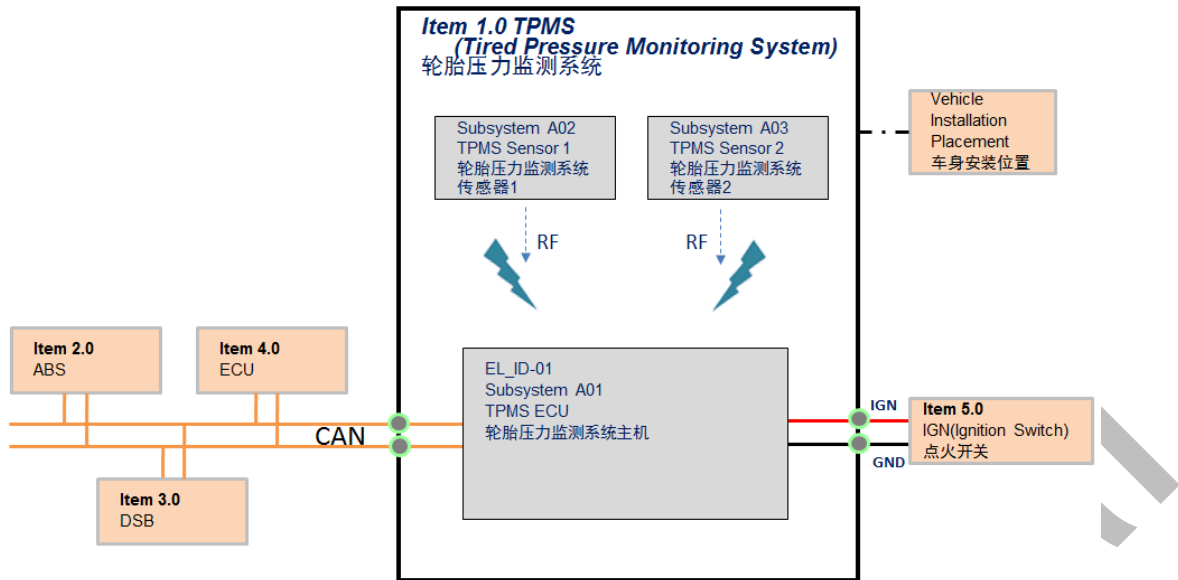 Item 1.0 TPMS
(Tired Pressure Monitoring System)
轮胎压力监测系统
Subsystem A02
TPMS Sensor 1
轮胎压力监测系统
传感器1
Subsystem A03
TPMS Sensor 2
轮胎压力监测系统
传感器2
Vehicle
Installation
Placement
车身安装位置
RF
RF
Item 2.0
ABS
Item 4.0
ECU
EL_ID-01
Subsystem A01
TPMS ECU
轮胎压力监测系统主机
CAN
IGN
GND
Item 5.0
IGN(Ignition Switch)
点火开关
Item 3.0
DSB